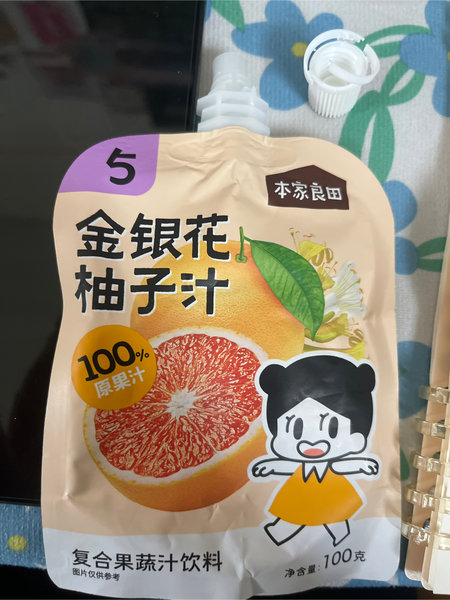 5
本家良田
金银花
柚子汁
100%
原果汁
复合果蔬汁饮料
图片仅供参考
净含量: 100克